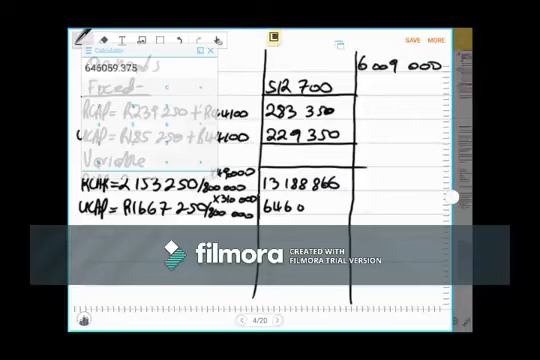 SAVE MORE
Calculator
646059.375
6 009 000
512 700
Fixed
RCAP= R239 250 + R44100 283 350
UCAP= R185 250 + R44100 229 350
Variable
RCAP= 2 153 250/800 000 13 188 866
UCAP= R1667 250/800 000 x310 000 6460
filmora CREATED WITH
FILMORA TRIAL VERSION
4/20